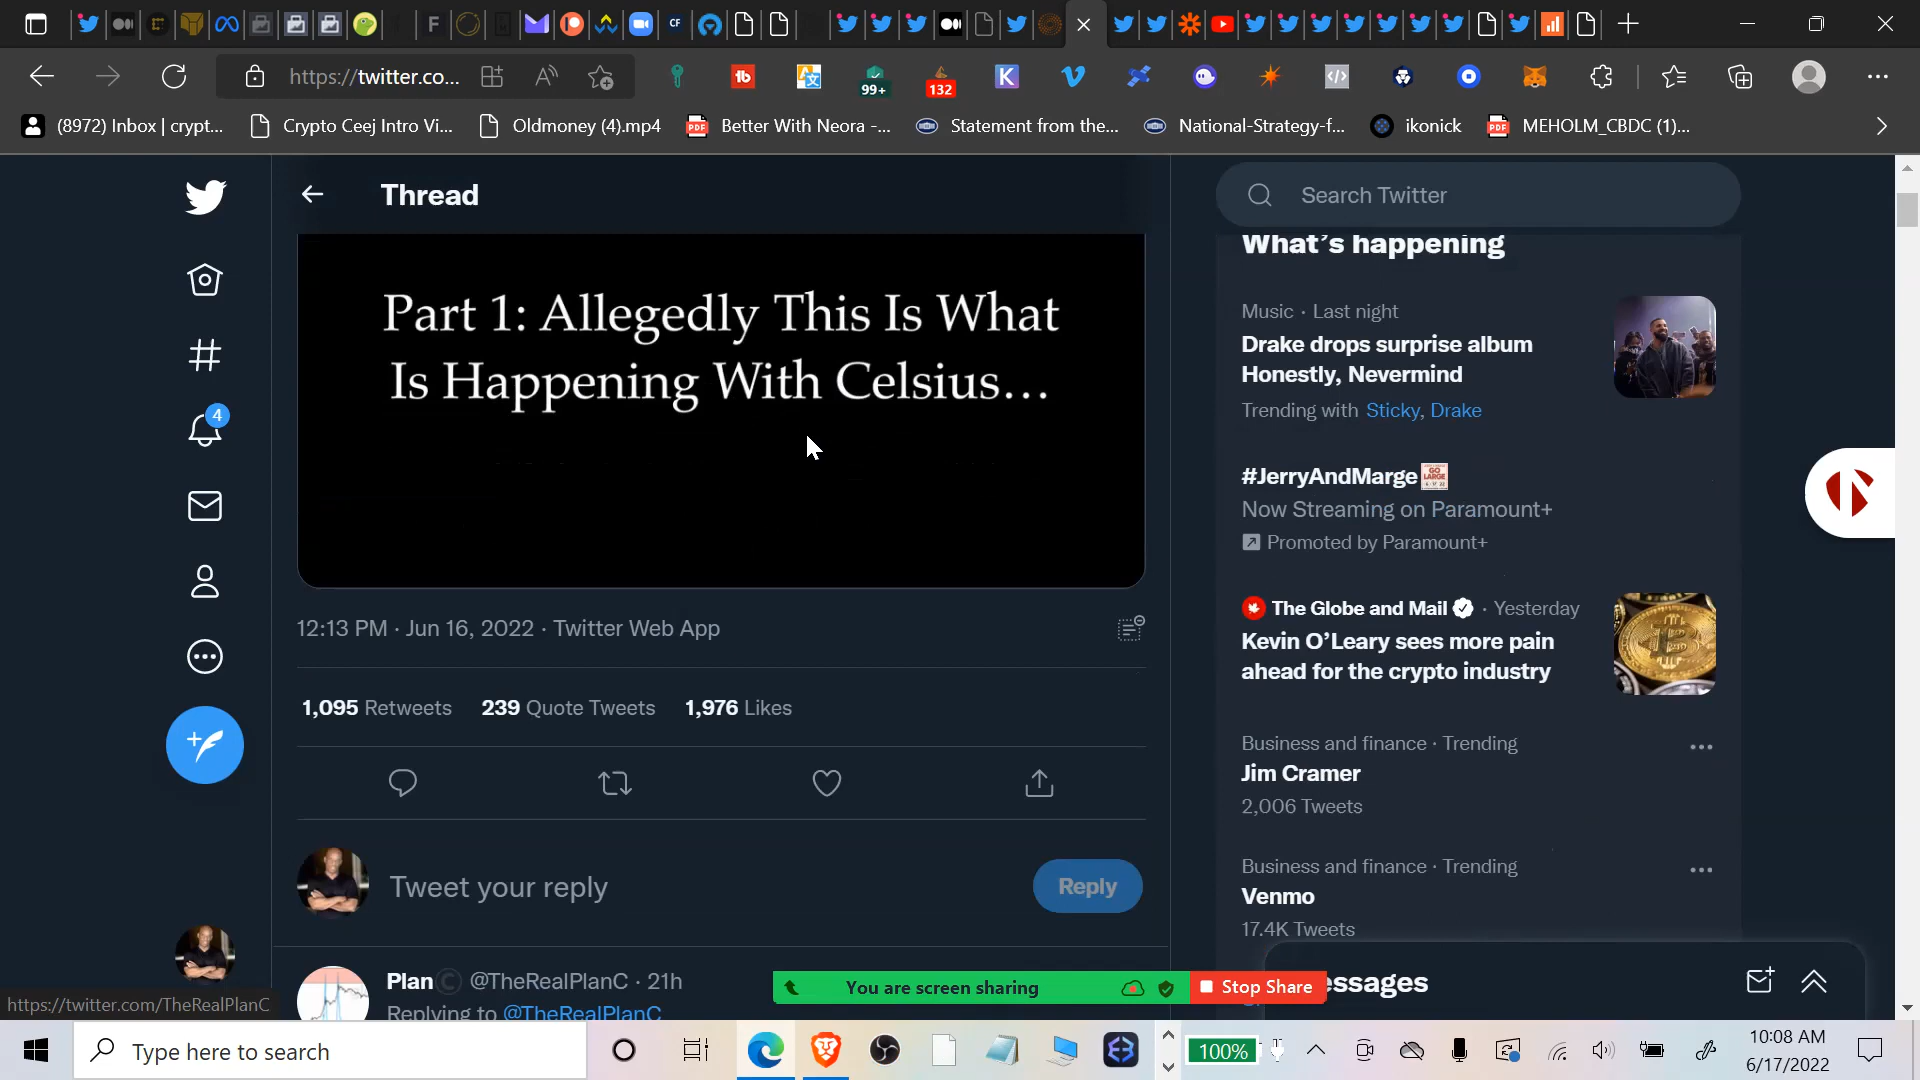 99+
132
https://twitter.co...
(8972) Inbox | crypt...
Crypto Ceej Intro Vi...
Oldmoney (4).mp4
Better With Neora -...
Statement from the...
National-Strategy-f...
ikonick
MEHOLM_CBDC (1)...
Thread
Part 1: Allegedly This Is What
Is Happening With Celsius…
12:13 PM · Jun 16, 2022 · Twitter Web App
1,095 Retweets 239 Quote Tweets 1,976 Likes
Tweet your reply
Reply
Plan© @TheRealPlanC · 21h
Replying to @TheRealPlanC
4
Search Twitter
What's happening
Music · Last night
Drake drops surprise album
Honestly, Nevermind
Trending with Sticky, Drake
#JerryAndMarge
Now Streaming on Paramount+
Promoted by Paramount+
The Globe and Mail · Yesterday
Kevin O'Leary sees more pain
ahead for the crypto industry
Business and finance · Trending
Jim Cramer
2,006 Tweets
Business and finance · Trending
Venmo
17.4K Tweets
essages
You are screen sharing
Stop Share
https://twitter.com/TheRealPlanC
Type here to search
100%
10:08 AM
6/17/2022